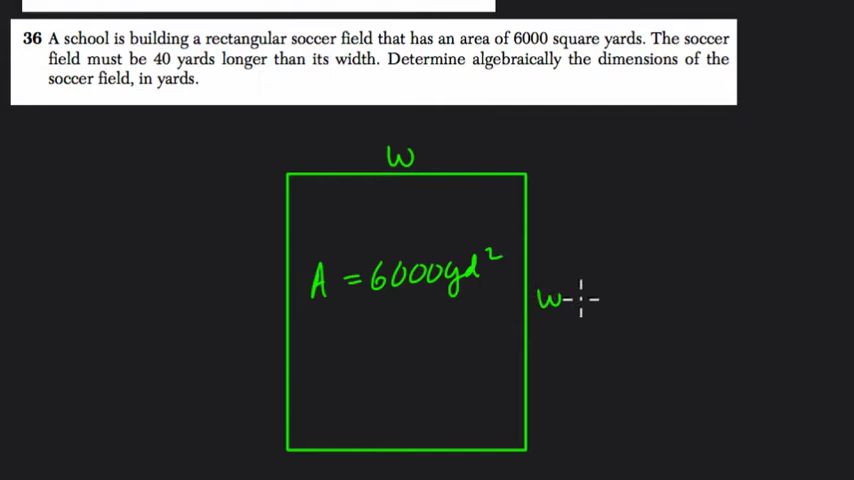 36 A school is building a rectangular soccer field that has an area of 6000 square yards. The soccer
field must be 40 yards longer than its width. Determine algebraically the dimensions of the
soccer field, in yards.
W
A = 6000yd²
W